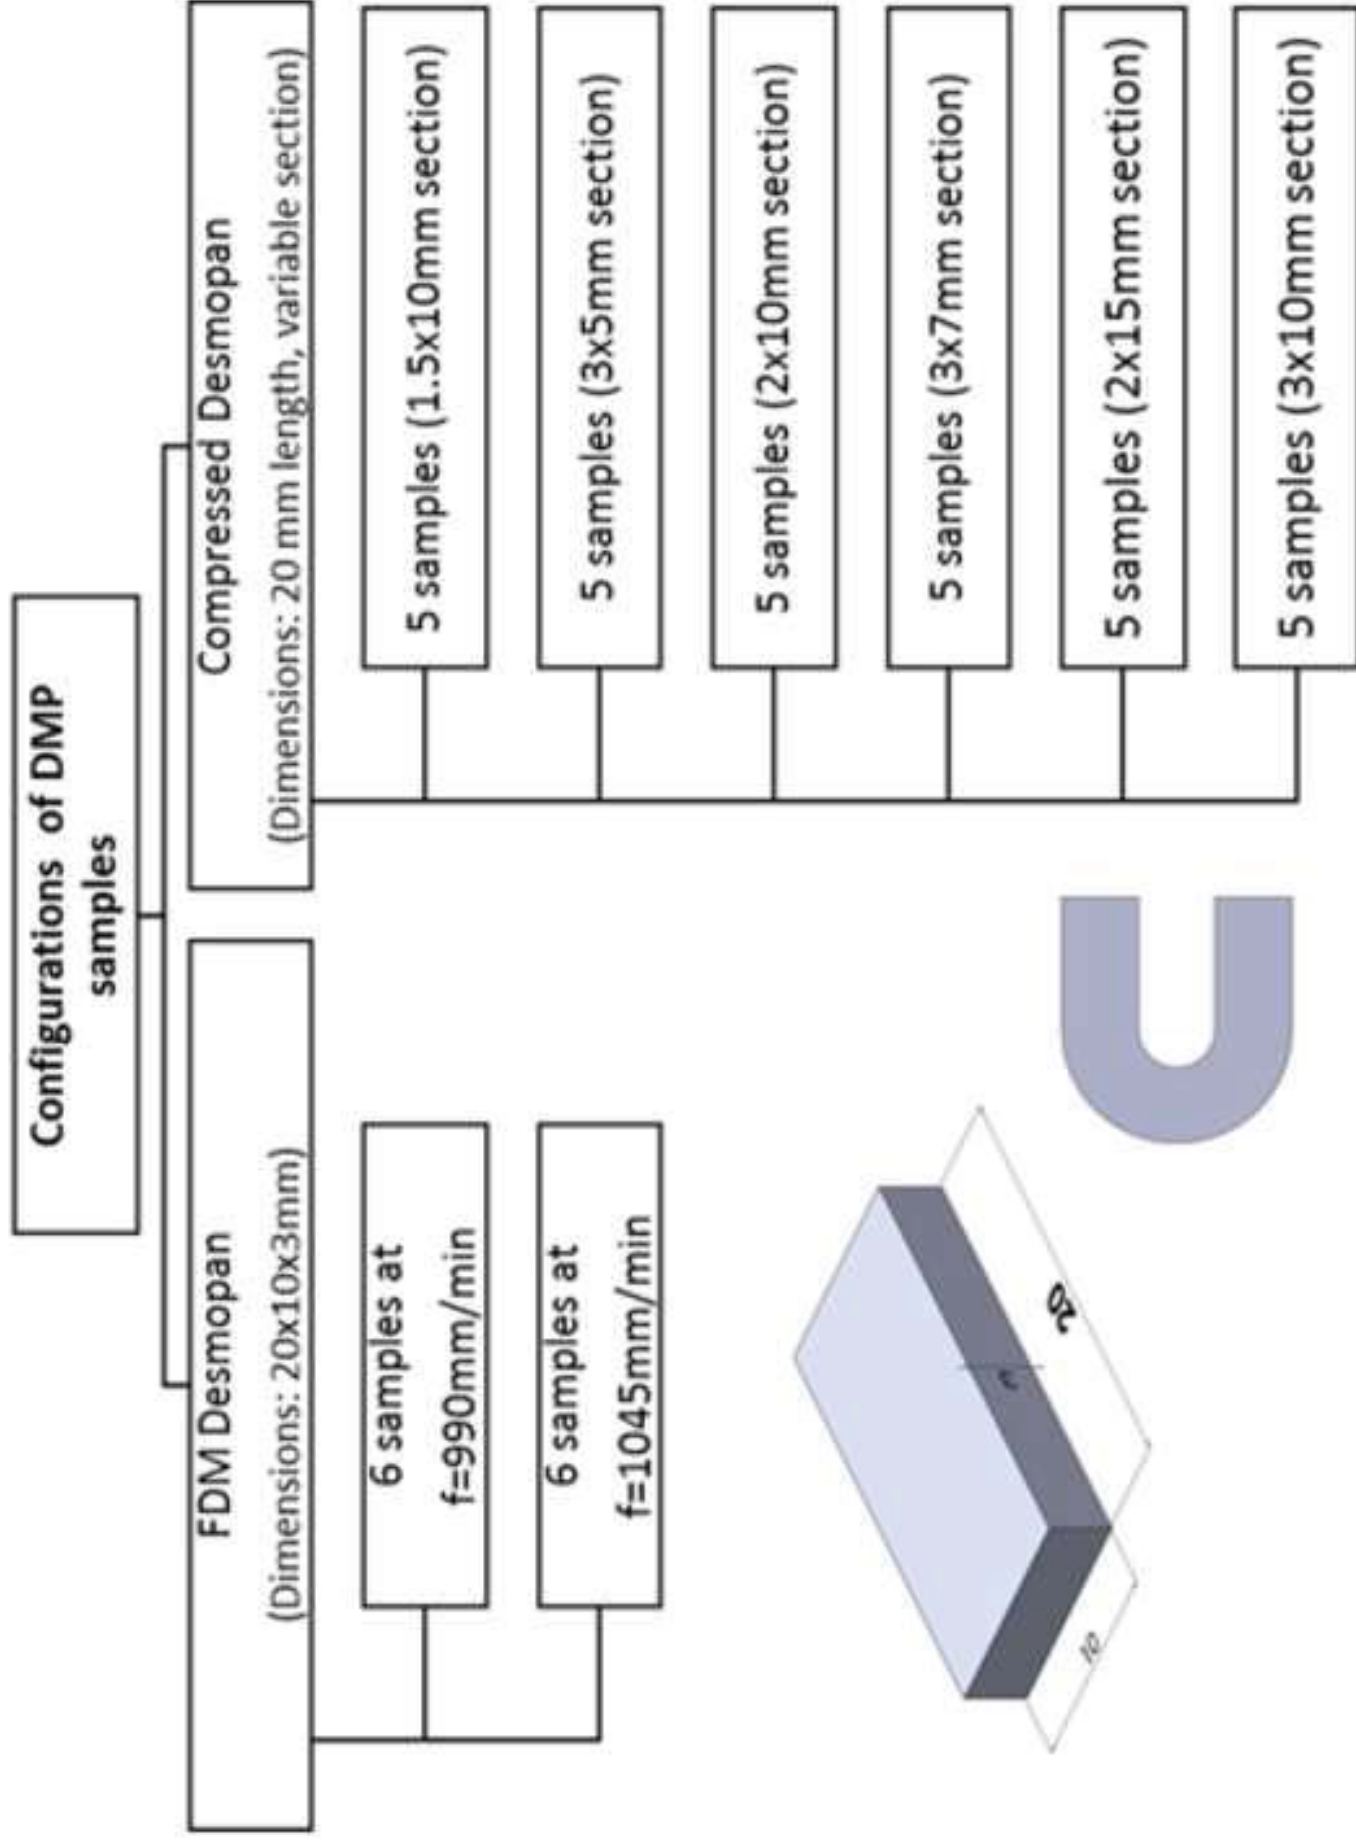 Configurations of DMP
samples
FDM Desmopan
(Dimensions: 20x10x3mm)
6 samples at
f=990mm/min
6 samples at
f=1045mm/min
Compressed Desmopan
(Dimensions: 20 mm length, variable section)
5 samples (1.5x10mm section)
5 samples (3x5mm section)
5 samples (2x10mm section)
5 samples (3x7mm section)
5 samples (2x15mm section)
5 samples (3x10mm section)
3
20
10